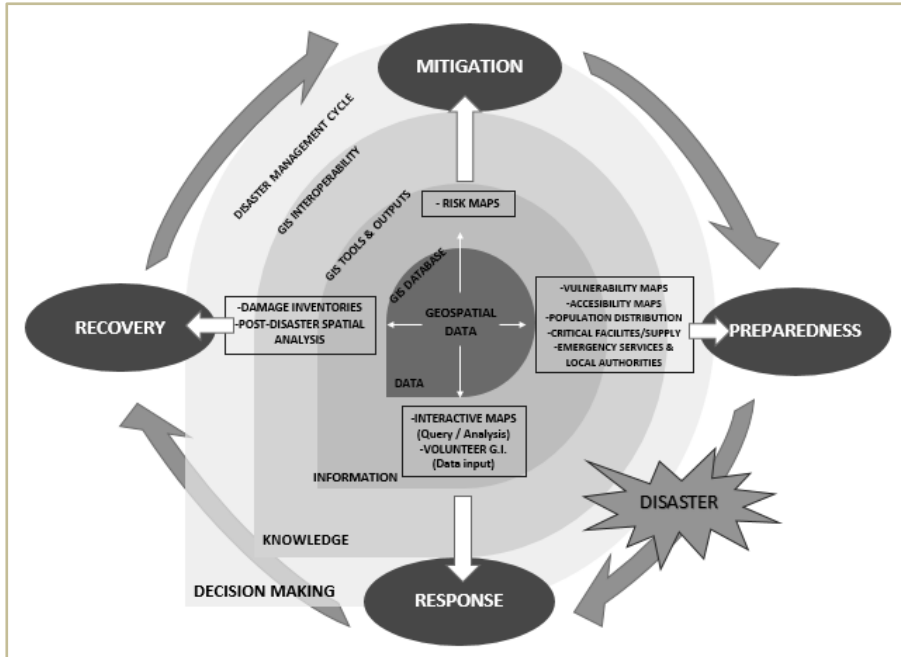 MITIGATION
DISASTER MANAGEMENT CYCLE
GIS INTEROPERABILITY
GIS TOOLS & OUTPUTS
GIS DATABASE
- RISK MAPS
RECOVERY
-DAMAGE INVENTORIES
-POST-DISASTER SPATIAL
ANALYSIS
GEOSPATIAL
DATA
-VULNERABILITY MAPS
-ACCESIBILITY MAPS
-POPULATION DISTRIBUTION
-CRITICAL FACILITES/SUPPLY
-EMERGENCY SERVICES &
LOCAL AUTHORITIES
PREPAREDNESS
DATA
-INTERACTIVE MAPS
(Query / Analysis)
-VOLUNTEER G.I.
(Data input)
INFORMATION
DISASTER
KNOWLEDGE
DECISION MAKING
RESPONSE